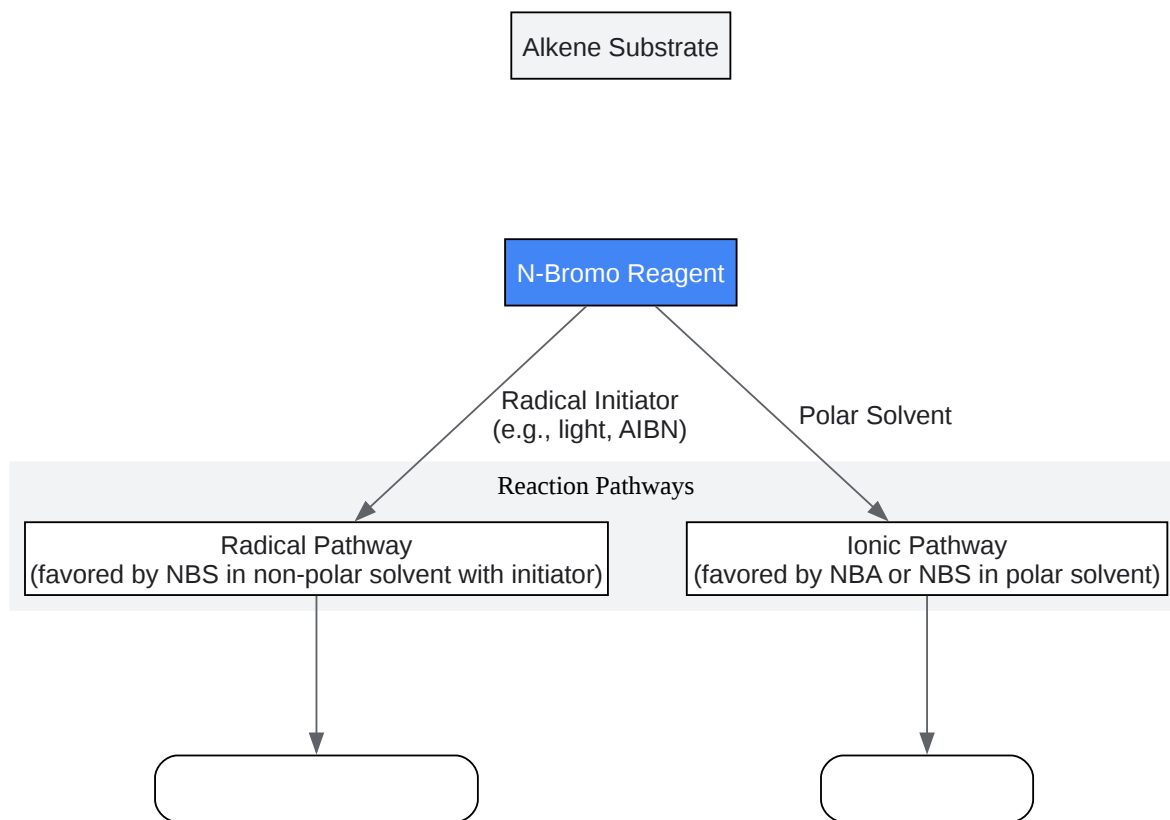 Alkene Substrate
N-Bromo Reagent
Radical Initiator
(e.g., light, AIBN)
Polar Solvent
Reaction Pathways
Radical Pathway
(favored by NBS in non-polar solvent with initiator)
Ionic Pathway
(favored by NBA or NBS in polar solvent)